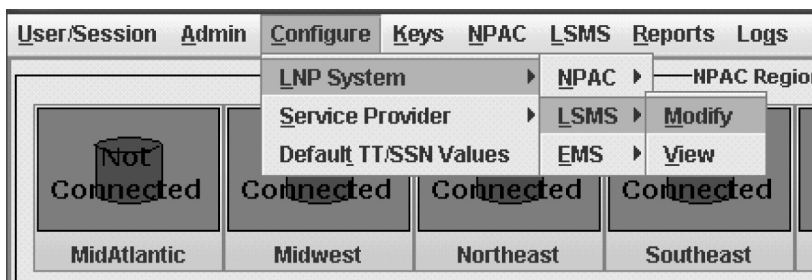 User/Session Admin Configure Keys NPAC LSMS Reports Logs
LNP System NPAC NPAC Regio
Service Provider LSMS Modify
Default TT/SSN Values EMS View
Not Connected
Connected
Connected
Connected
MidAtlantic Midwest Northeast Southeast